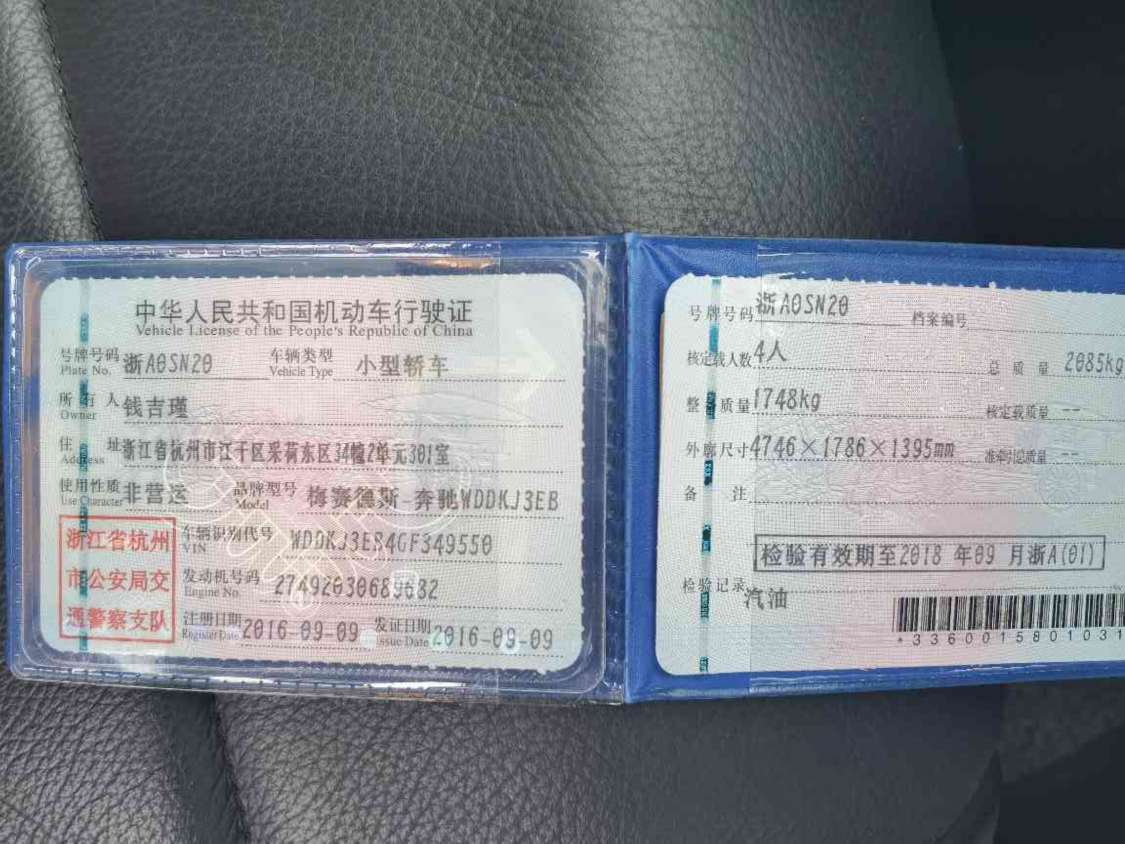 中华人民共和国机动车行驶证
Vehicle License of the People's Republic of China
号牌号码 浙A0SN20 车辆类型 小型轿车
Plate No. Vehicle Type
所有人 钱吉瑾
Owner
住址 浙江省杭州市江干区采荷东区34幢2单元301室
Address
使用性质 非营运 品牌型号 梅赛德斯-奔驰WDDKJ3EB
Use Character Model
浙江省杭州
市公安局交
通警察支队
车辆识别代号 WDDKJ3EB4GF349550
VIN
发动机号码 27492030689682
Engine No.
注册日期 2016-09-09 发证日期 2016-09-09
Register Date Issue Date
号牌号码 浙A0SN20 档案编号
核定载人数 4人 总质量 2085kg
整备质量 1748kg 核定载质量 --
外廓尺寸 4746×1786×1395mm 准牵引总质量 --
备注
检验有效期至2018 年09 月浙A(01)
检验记录
汽油
*3360015801031